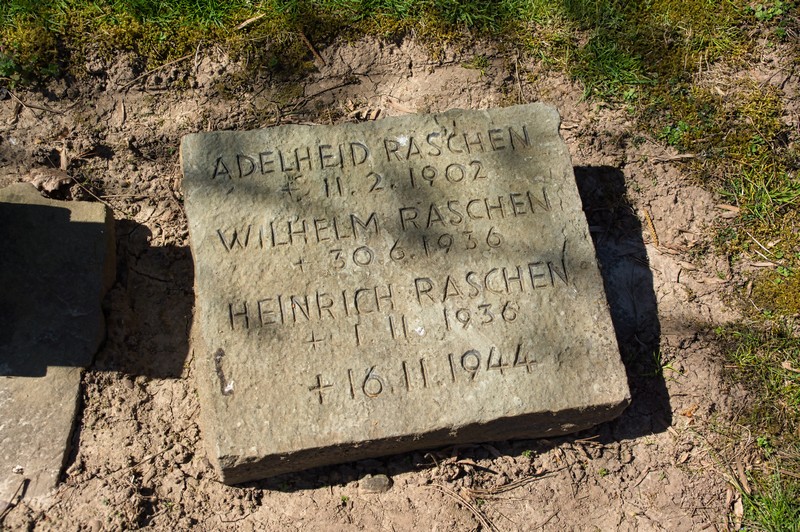 ADELHEID RASCHEN
+ 11. 2. 1902
WILHELM RASCHEN
+ 30.6.1936
HEINRICH RASCHEN
+ 1. 11. 1936
+ 16.11.1944